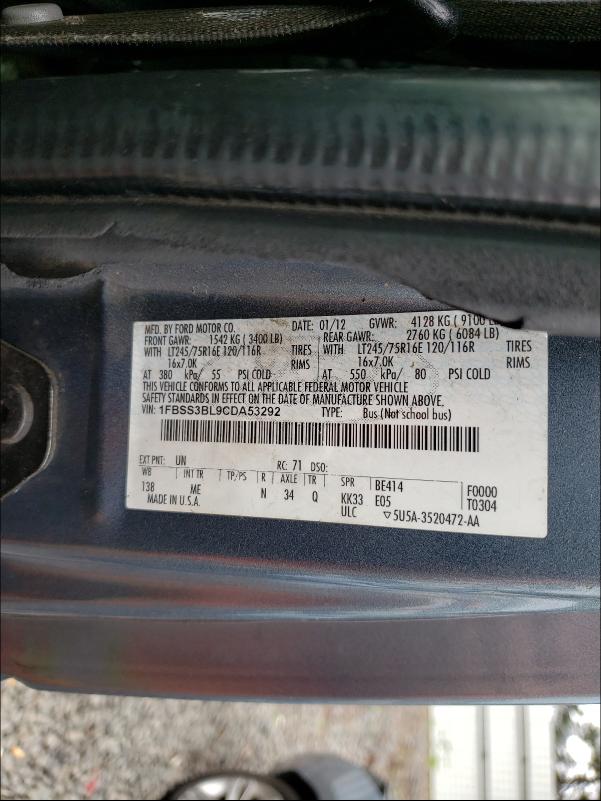 MFD. BY FORD MOTOR CO. DATE: 01/12 GVWR: 4128 KG ( 9100
FRONT GAWR: 1542 KG ( 3400 LB) REAR GAWR: 2760 KG ( 6084 LB)
WITH LT245/75R16E 120/116R TIRES WITH LT245/75R16E 120/116R TIRES
16x7.0K RIMS 16x7.0K RIMS
AT 380 kPa/ 55 PSI COLD AT 550 kPa/ 80 PSI COLD
THIS VEHICLE CONFORMS TO ALL APPLICABLE FEDERAL MOTOR VEHICLE
SAFETY STANDARDS IN EFFECT ON THE DATE OF MANUFACTURE SHOWN ABOVE.
VIN: 1FBSS3BL9CDA53292 TYPE: Bus (Not school bus)
EXT PNT: UN RC: 71 DSO:
WB INT TR TP/PS R AXLE TR SPR BE414 F0000
138 ME N 34 Q KK33 E05 T0304
MADE IN U.S.A. ULC ▽5U5A-3520472-AA